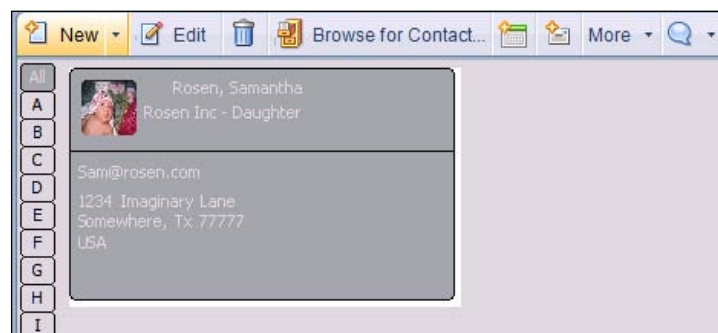 New Edit Browse for Contact... More
All
A
B
C
D
E
F
G
H
I
Rosen, Samantha
Rosen Inc - Daughter
Sam@rosen.com
1234 Imaginary Lane
Somewhere, Tx 77777
USA